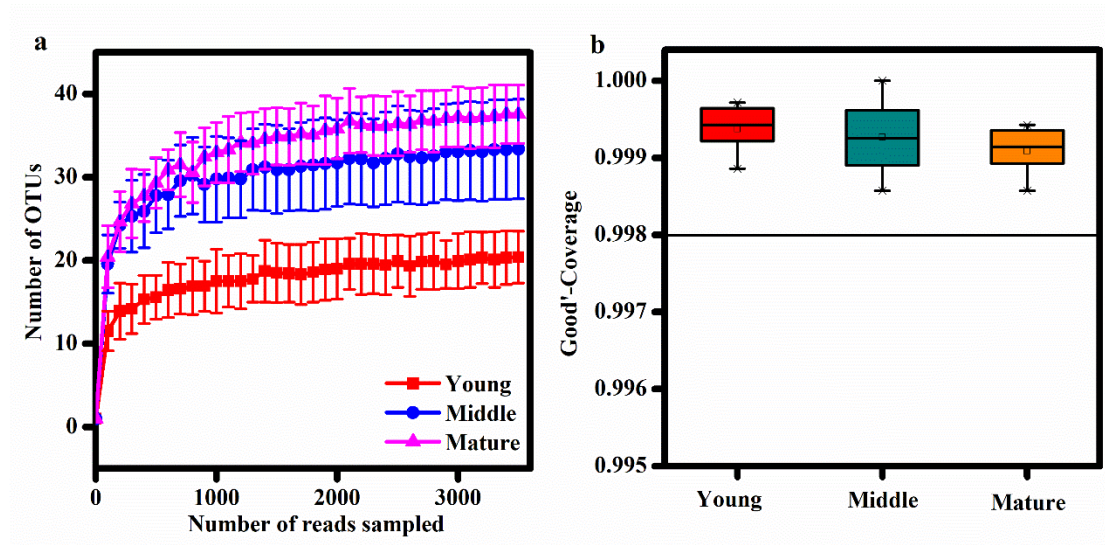 a
Number of OTUs
40
30
20
10
0
0 1000 2000 3000
Number of reads sampled
Young
Middle
Mature
b
Good'-Coverage
1.000
0.999
0.998
0.997
0.996
0.995
Young Middle Mature